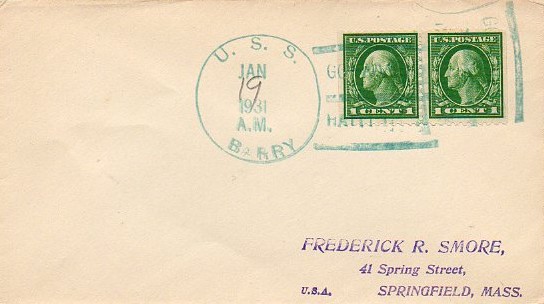 U. S. S.
JAN
19
1931
A.M.
BARRY
U.S.POSTAGE
1 CENT 1
U.S.POSTAGE
1 CENT 1
FREDERICK R. SMORE,
41 Spring Street,
U.S.A. SPRINGFIELD, MASS.